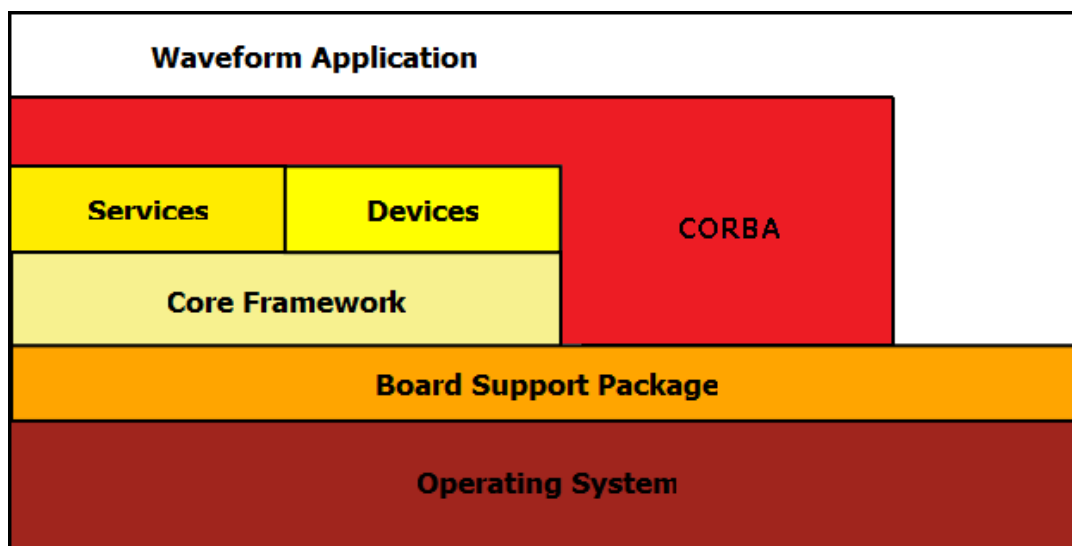 Waveform Application
Services
Devices
CORBA
Core Framework
Board Support Package
Operating System